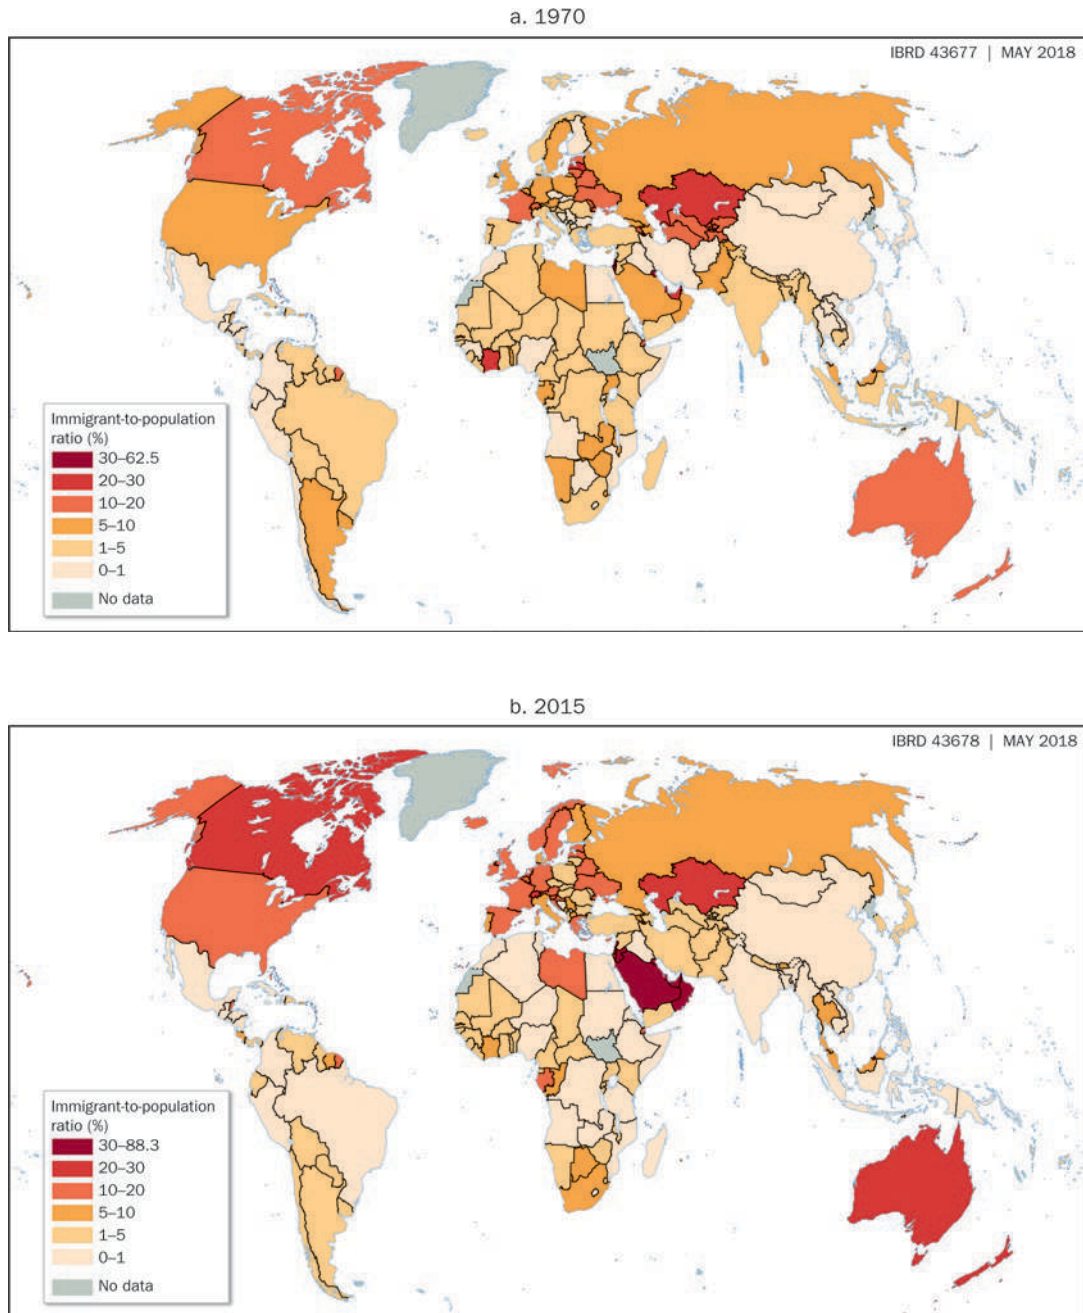 a. 1970
IBRD 43677 | MAY 2018
Immigrant-to-population
ratio (%)
30–62.5
20–30
10–20
5–10
1–5
0–1
No data
b. 2015
IBRD 43678 | MAY 2018
Immigrant-to-population
ratio (%)
30–88.3
20–30
10–20
5–10
1–5
0–1
No data